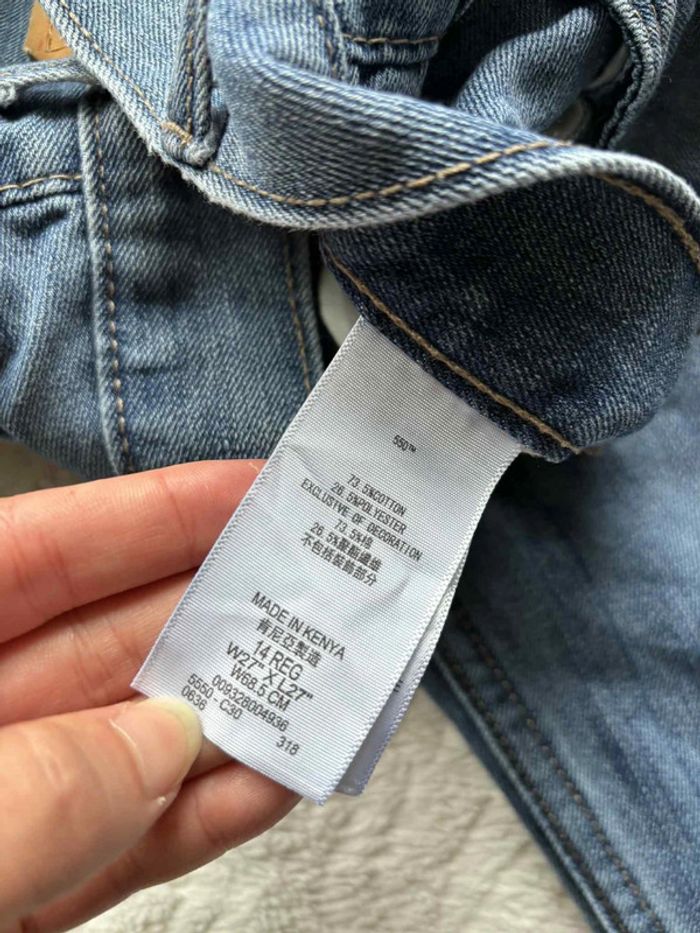 550™
73.5%COTTON
26.5%POLYESTER
EXCLUSIVE OF DECORATION
73.5%棉
26.5%聚酯纖維
不包括裝飾部分
MADE IN KENYA
肯尼亞製造
14 REG
W27" X L27"
W68.5 CM
009328004936
5550 - C30
0636
318